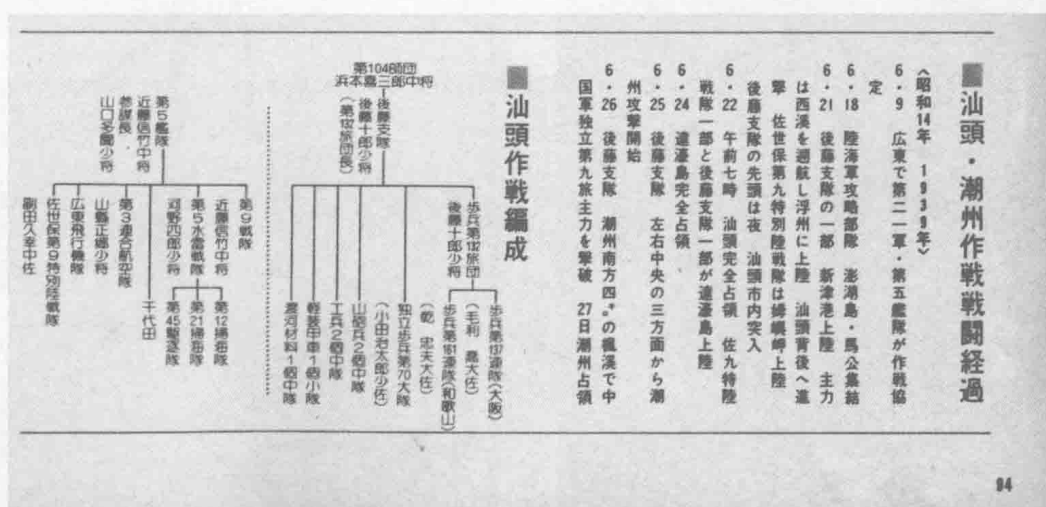 ■汕頭・潮州作戦戦闘経過
〈昭和14年 1939年〉
6・9 広東で第二一軍・第五艦隊が作戦協
定
6・18 陸海軍攻略部隊 澎湖島・馬公集結
6・21 後藤支隊の一部 新津港上陸 主力
は西渓を遡航し浮州に上陸 汕頭背後へ進
撃 佐世保第九特別陸戦隊は 上陸
後藤支隊の先頭は夜 汕頭市内突入
6・22 午前七時 汕頭完全占領 佐九特陸
戦隊一部と後藤支隊一部が達濠島上陸
6・24 達濠島完全占領
6・25 後藤支隊 左右中央の三方面から潮
州攻撃開始
6・26 後藤支隊 潮州南方四㌔の楓渓で中
国軍独立第九旅主力を撃破 27日潮州占領
■汕頭作戦編成
第104師団
浜本喜三郎中将
後藤支隊
後藤十郎少将
(第132旅団長)
歩兵第132旅団
後藤十郎少将
歩兵第137連隊(大阪)
(毛利 嘉大佐)
歩兵第161連隊(和歌山)
(乾 忠夫大佐)
独立歩兵第70大隊
(小田治太郎少佐)
山砲兵2個中隊
工兵2個中隊
軽装甲車1個小隊
渡河材料1個中隊
第5艦隊
近藤信竹中将
参謀長、
山口多聞少将
第9戦隊
近藤信竹中将
第5水雷戦隊
河野四郎少将
第12掃海隊
第21掃海隊
第45駆逐隊
千代田
第3連合航空隊
山縣正郷少将
広東飛行機隊
佐世保第9特別陸戦隊
副田久幸中佐
94